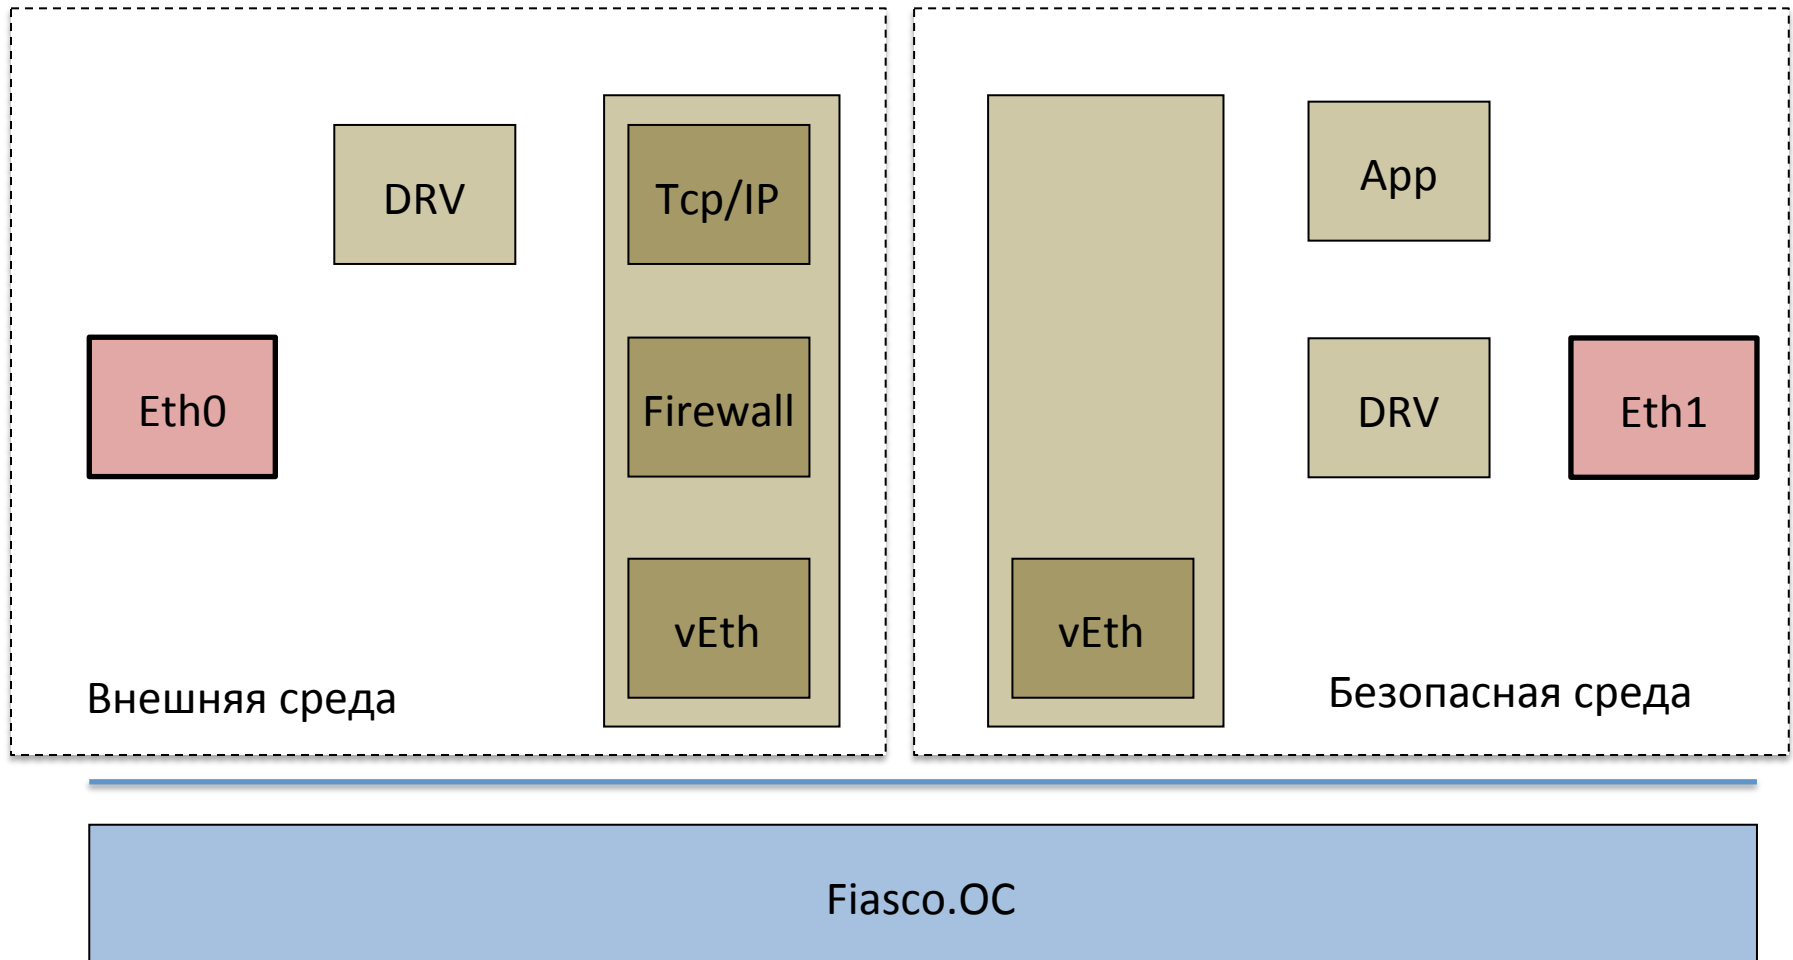 DRV
Tcp/IP
App
Eth0
Firewall
DRV
Eth1
vEth
vEth
Внешняя среда
Безопасная среда
Fiasco.OC